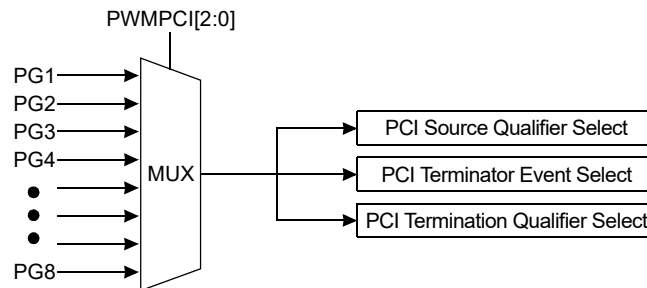 PWMPCI[2:0]
PG1
PG2
PG3
PG4
PG8
MUX
PCI Source Qualifier Select
PCI Terminator Event Select
PCI Termination Qualifier Select